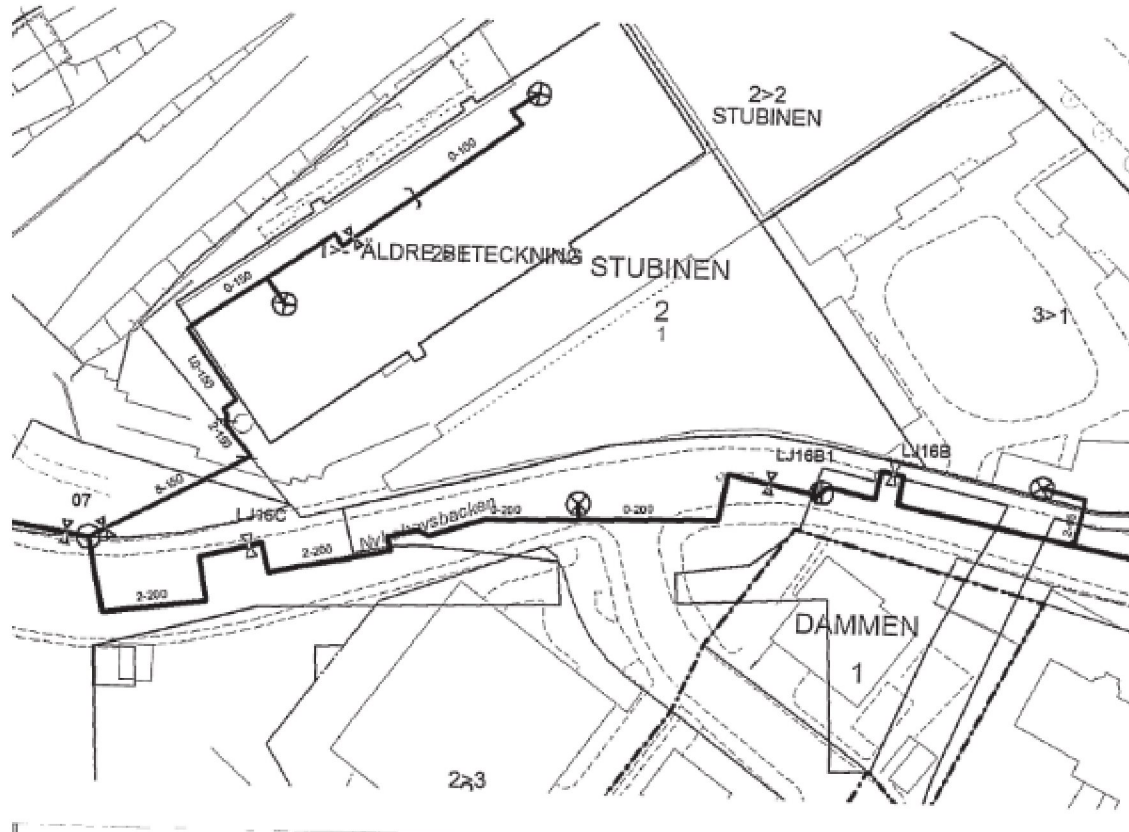 2>2
STUBINEN
0-100
ÄLDRE BETECKNING
STUBINEN
2
1
0-150
3>1
2-150
LJ16B1
LJ16B
07
LJ16C
0-200
0-200
2-200
2-200
DAMMEN
1
2>3